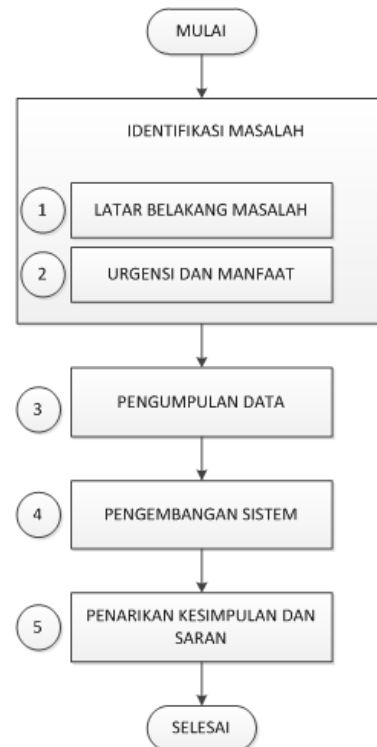 MULAI
IDENTIFIKASI MASALAH
1
LATAR BELAKANG MASALAH
2
URGENSI DAN MANFAAT
3
PENGUMPULAN DATA
4
PENGEMBANGAN SISTEM
5
PENARIKAN KESIMPULAN DAN
SARAN
SELESAI